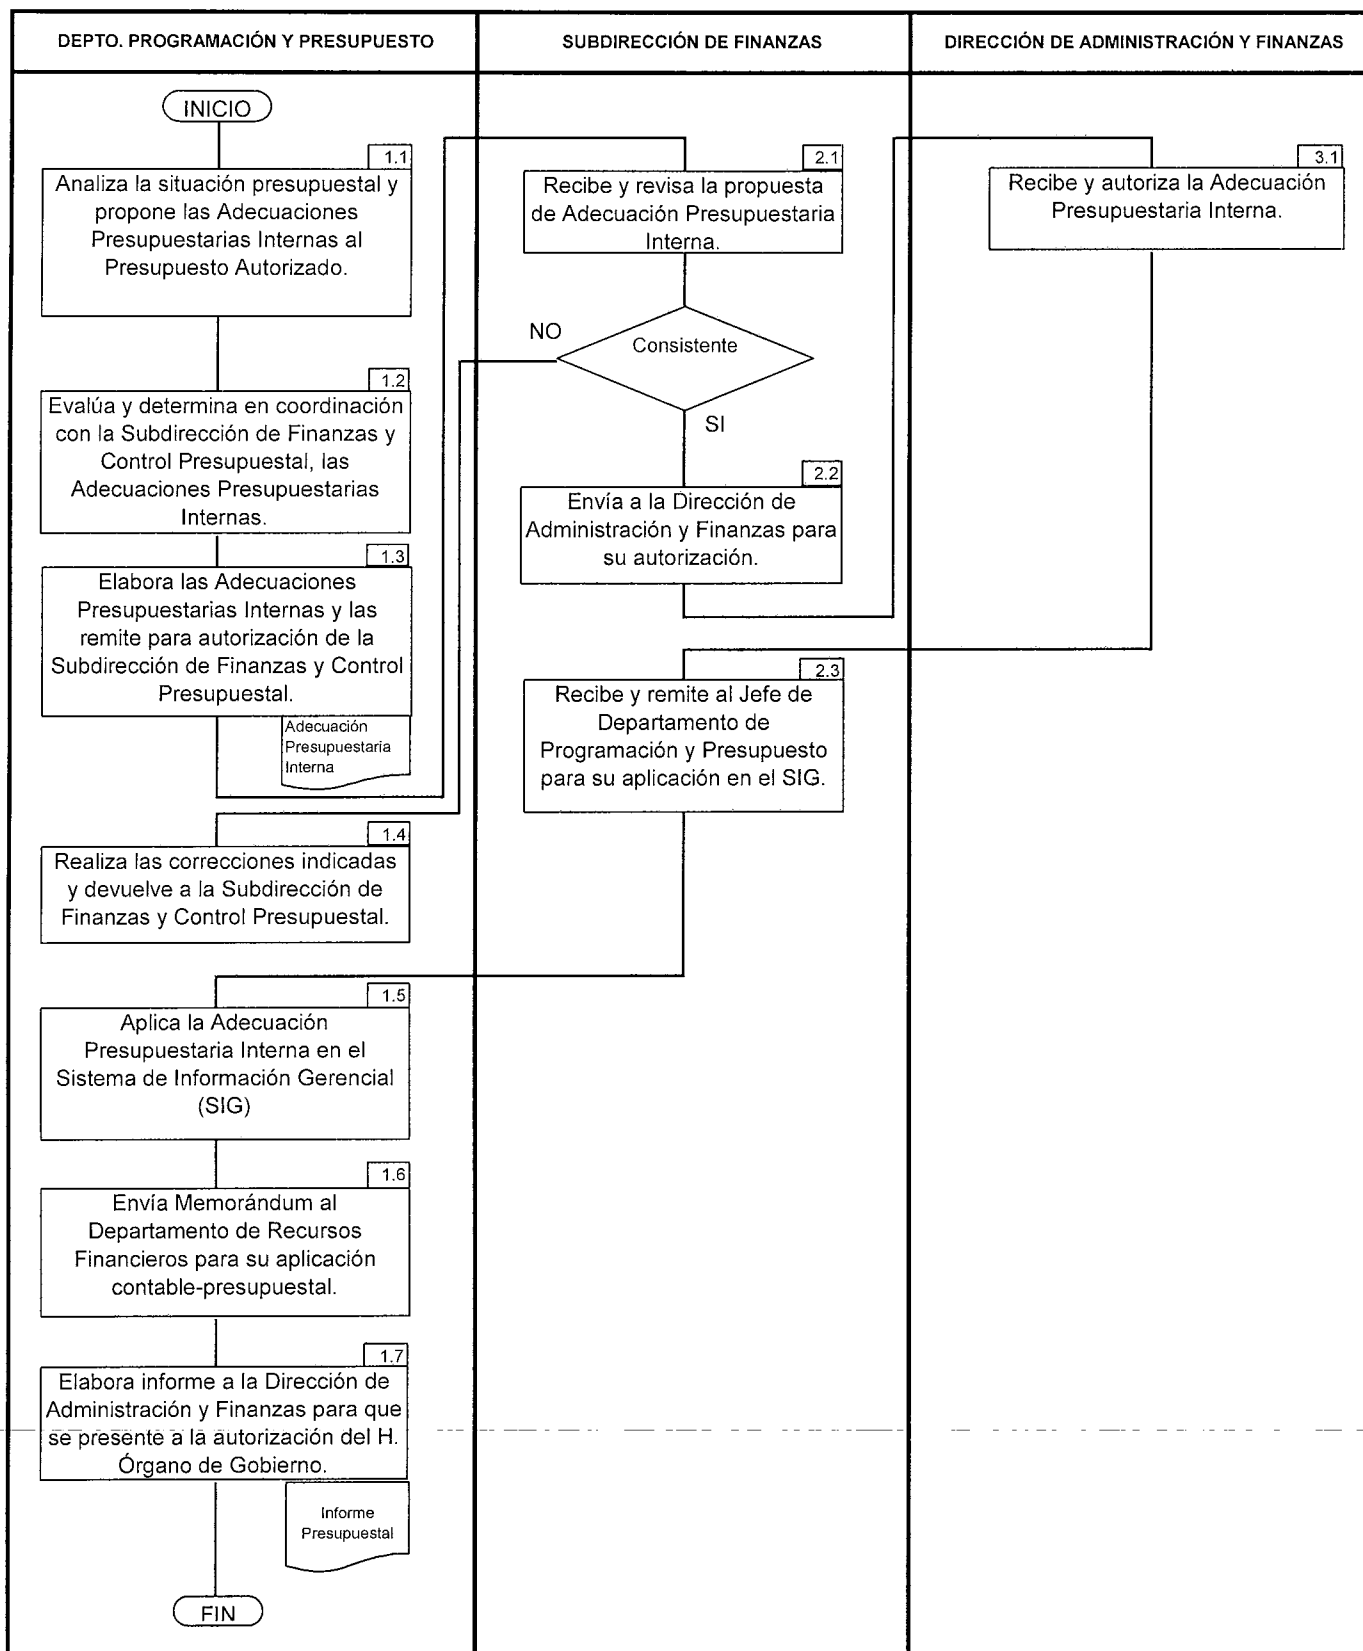 DEPTO. PROGRAMACIÓN Y PRESUPUESTO
SUBDIRECCIÓN DE FINANZAS
DIRECCIÓN DE ADMINISTRACIÓN Y FINANZAS
INICIO
1.1
Analiza la situación presupuestal y
propone las Adecuaciones
Presupuestarias Internas al
Presupuesto Autorizado.
1.2
Evalúa y determina en coordinación
con la Subdirección de Finanzas y
Control Presupuestal, las
Adecuaciones Presupuestarias
Internas.
1.3
Elabora las Adecuaciones
Presupuestarias Internas y las
remite para autorización de la
Subdirección de Finanzas y Control
Presupuestal.
Adecuación
Presupuestaria
Interna
1.4
Realiza las correcciones indicadas
y devuelve a la Subdirección de
Finanzas y Control Presupuestal.
1.5
Aplica la Adecuación
Presupuestaria Interna en el
Sistema de Información Gerencial
(SIG)
1.6
Envía Memorándum al
Departamento de Recursos
Financieros para su aplicación
contable-presupuestal.
1.7
Elabora informe a la Dirección de
Administración y Finanzas para que
se presente a la autorización del H.
Órgano de Gobierno.
Informe
Presupuestal
FIN
2.1
Recibe y revisa la propuesta
de Adecuación Presupuestaria
Interna.
NO
Consistente
SI
2.2
Envía a la Dirección de
Administración y Finanzas para
su autorización.
2.3
Recibe y remite al Jefe de
Departamento de
Programación y Presupuesto
para su aplicación en el SIG.
3.1
Recibe y autoriza la Adecuación
Presupuestaria Interna.